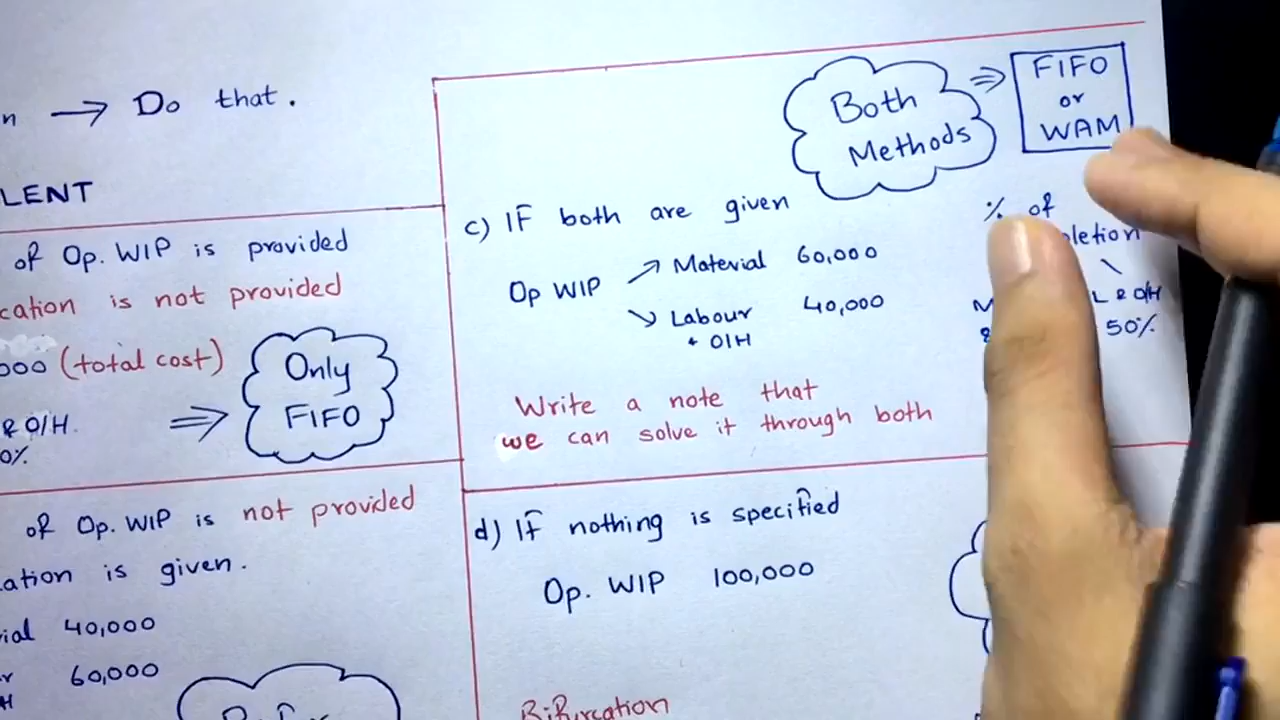 n → Do that.
LENT
of Op. WIP is provided
cation is not provided
000 (total cost)
& O/H
0%
⇒ Only
FIFO
of Op. WIP is not provided
ation is given.
ial 40,000
r 60,000
H
Both
Methods
⇒ FIFO
or
WAM
c) IF both are given
Op WIP
Material 60,000
Labour 40,000
+ O/H
% of
letion
L & O/H
50%
Write a note that
we can solve it through both
d) IF nothing is specified
Op. WIP 100,000
Bifurcation